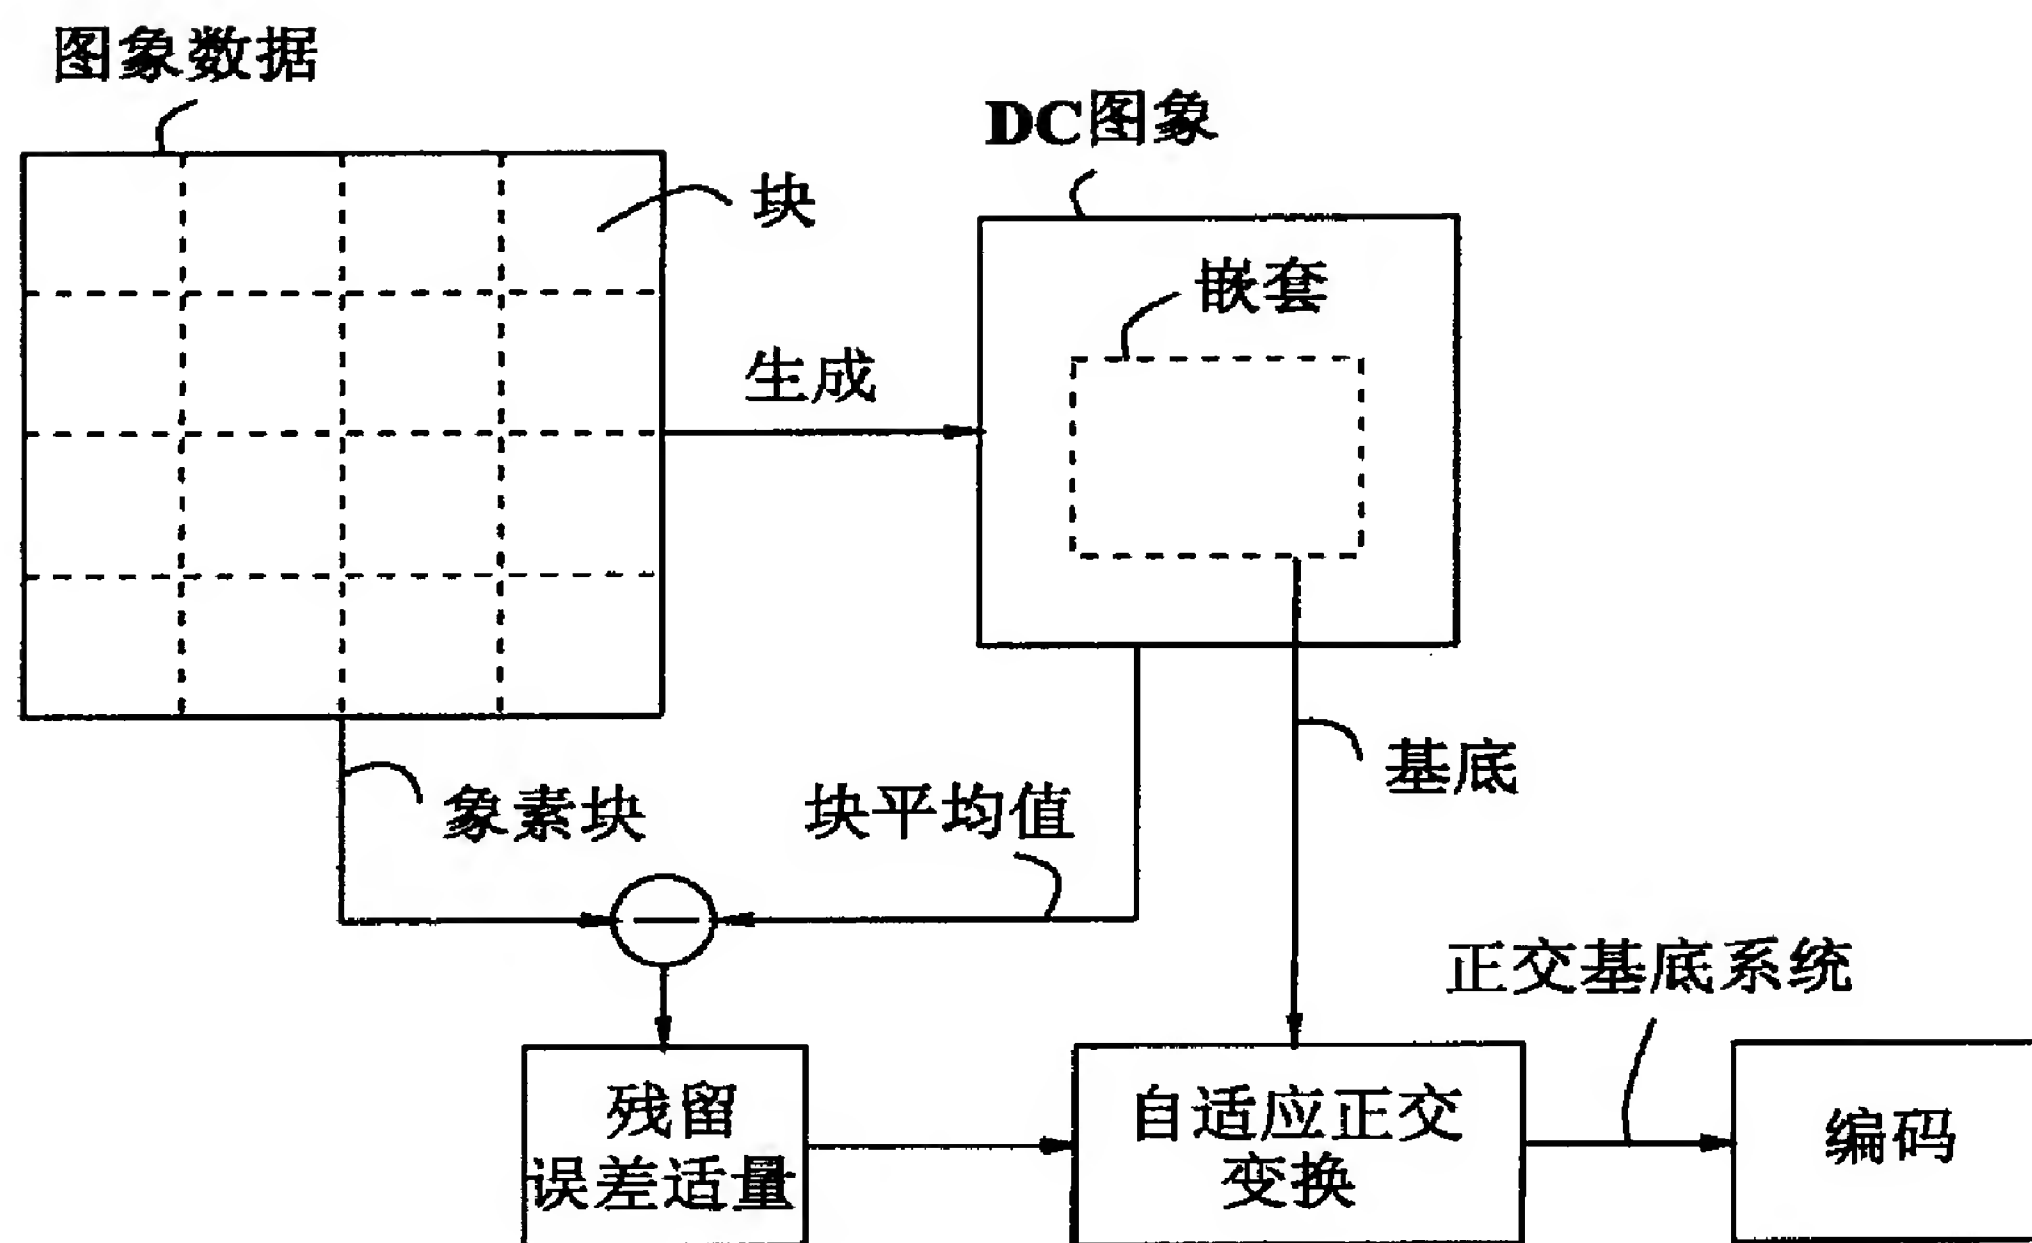 图象数据
DC图象
块
嵌套
生成
基底
象素块
块平均值
正交基底系统
残留
误差适量
自适应正交
变换
编码